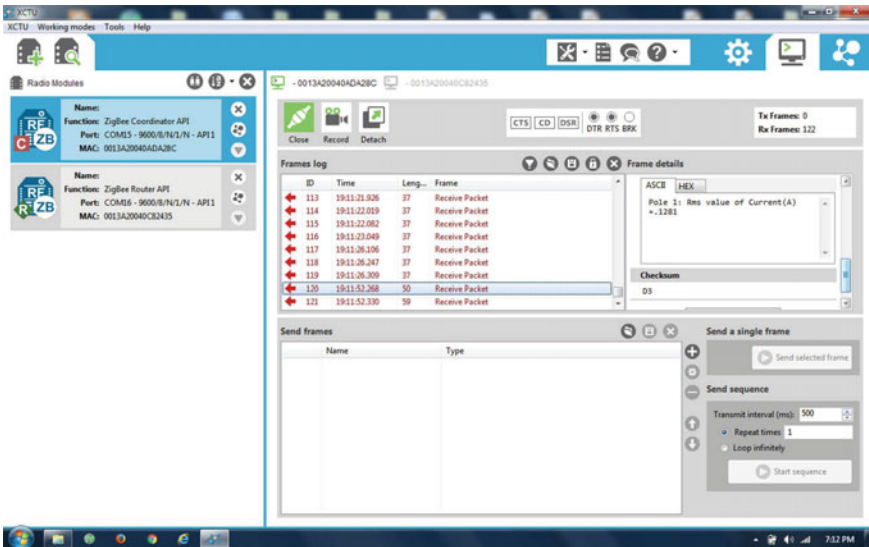 XCTU
XCTU Working modes Tools Help
Radio Modules
Name:
Function: ZigBee Coordinator API
Port: COM15 - 9600/8/N/1/N - API1
MAC: 0013A20040ADA28C
RF
C ZB
Name:
Function: ZigBee Router API
Port: COM16 - 9600/8/N/1/N - API1
MAC: 0013A20040C82435
RF
R ZB
- 0013A20040ADA28C - 0013A20040C82435
Close Record Detach
CTS CD DSR DTR RTS BRK
Tx Frames: 0
Rx Frames: 122
Frames log
ID Time Leng... Frame
113 19:11:21.926 37 Receive Packet
114 19:11:22.019 37 Receive Packet
115 19:11:22.082 37 Receive Packet
116 19:11:23.049 37 Receive Packet
117 19:11:26.106 37 Receive Packet
118 19:11:26.247 37 Receive Packet
119 19:11:26.309 37 Receive Packet
120 19:11:52.268 50 Receive Packet
121 19:11:52.330 59 Receive Packet
Frame details
ASCII HEX
Pole 1: Rms value of Current(A)
=.1281
Checksum
D3
Send frames
Name Type
Send a single frame
Send selected frame
Send sequence
Transmit interval (ms): 500
Repeat times 1
Loop infinitely
Start sequence
7:12 PM